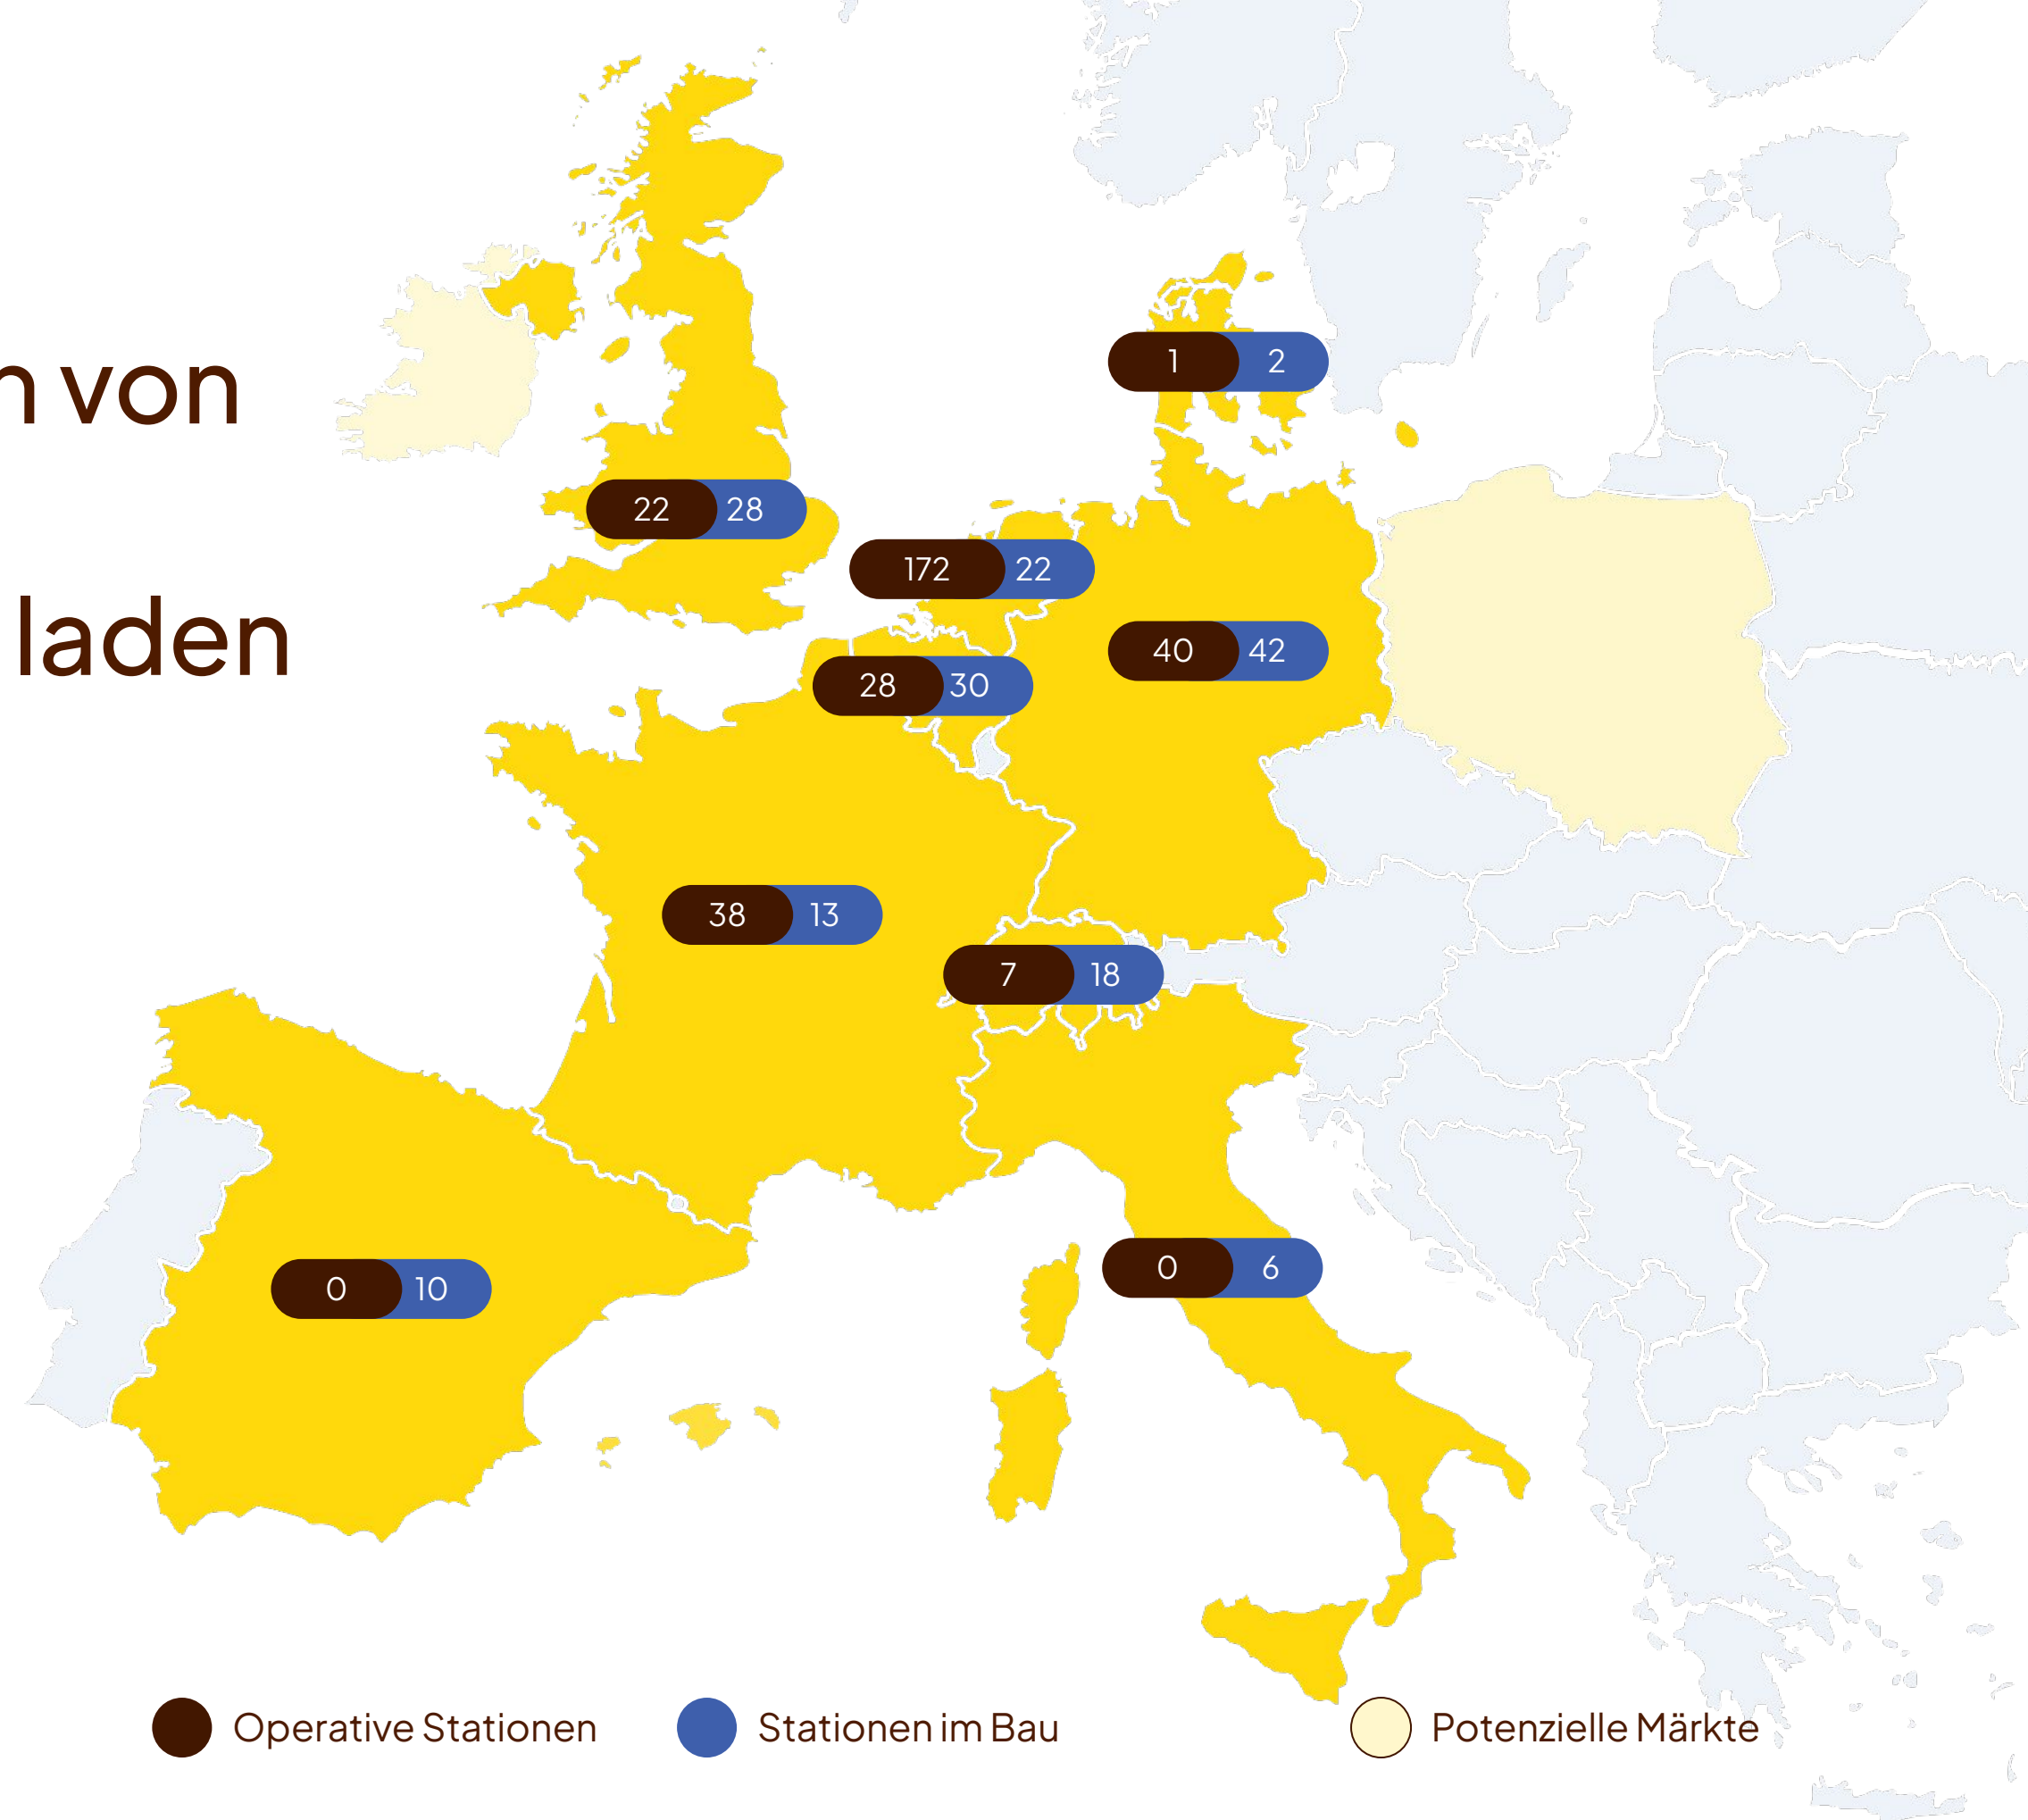 n von
laden
1 2
22 28
172 22
40 42
28 30
38 13
7 18
0 6
0 10
Operative Stationen
Stationen im Bau
Potenzielle Märkte